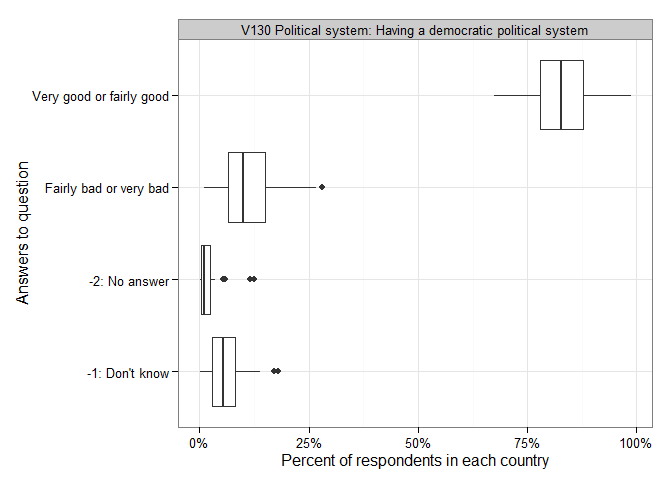 V130 Political system: Having a democratic political system
Very good or fairly good
Fairly bad or very bad
-2: No answer
-1: Don't know
Answers to question
0% 25% 50% 75% 100%
Percent of respondents in each country